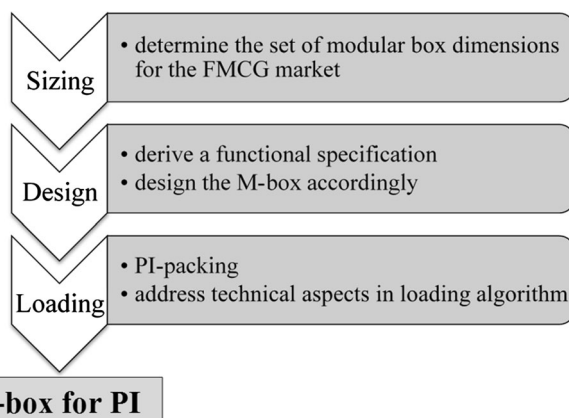 Sizing
• determine the set of modular box dimensions
for the FMCG market
Design
• derive a functional specification
• design the M-box accordingly
Loading
• PI-packing
• address technical aspects in loading algorithm
-box for PI